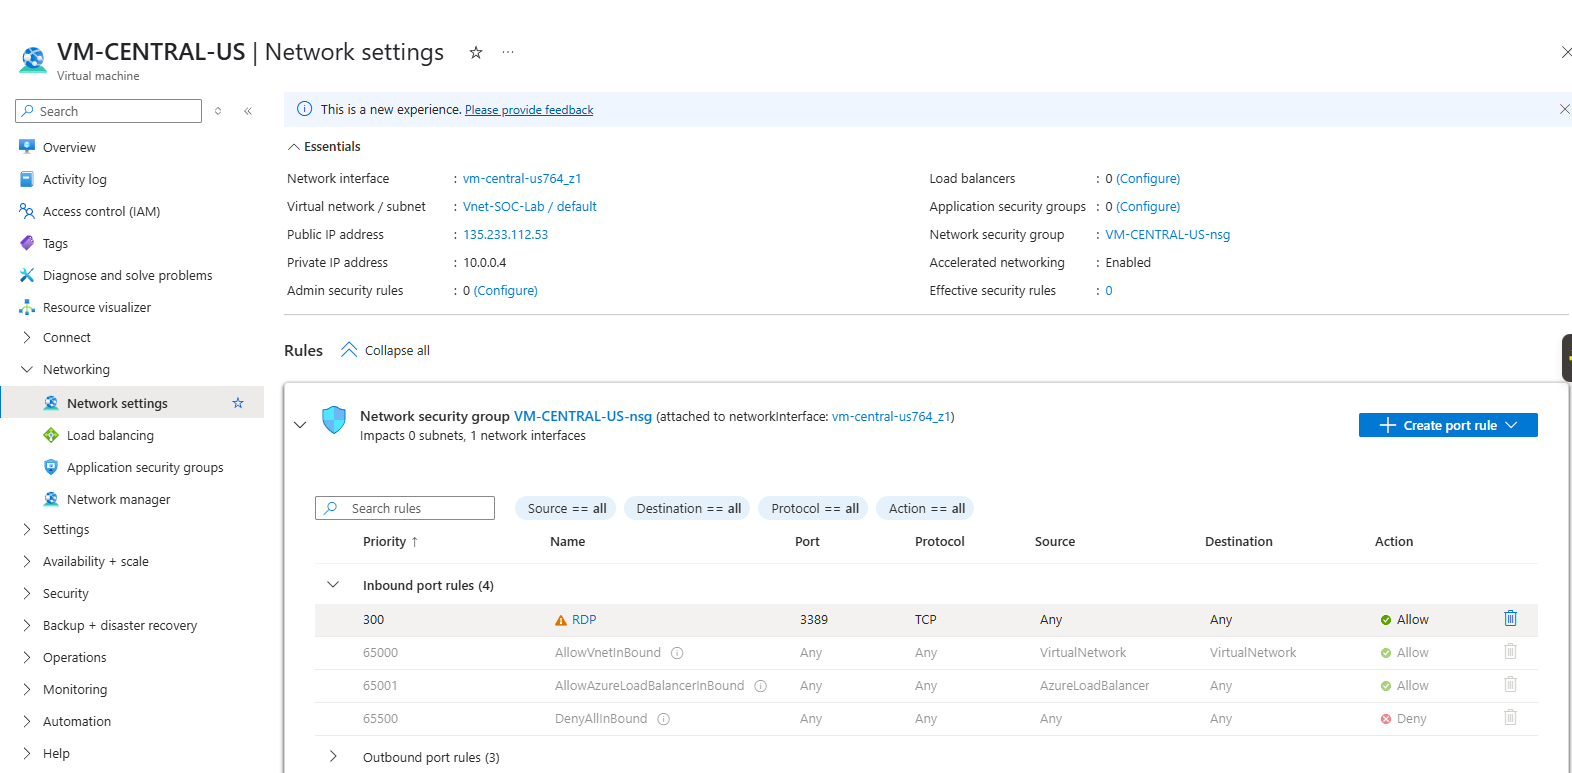 VM-CENTRAL-US | Network settings
Virtual machine
Search
Overview
Activity log
Access control (IAM)
Tags
Diagnose and solve problems
Resource visualizer
Connect
Networking
Network settings
Load balancing
Application security groups
Network manager
Settings
Availability + scale
Security
Backup + disaster recovery
Operations
Monitoring
Automation
Help
This is a new experience. Please provide feedback
Essentials
Network interface : vm-central-us764_z1
Virtual network / subnet : Vnet-SOC-Lab / default
Public IP address : 135.233.112.53
Private IP address : 10.0.0.4
Admin security rules : 0 (Configure)
Load balancers : 0 (Configure)
Application security groups : 0 (Configure)
Network security group : VM-CENTRAL-US-nsg
Accelerated networking : Enabled
Effective security rules : 0
Rules Collapse all
Network security group VM-CENTRAL-US-nsg (attached to networkInterface: vm-central-us764_z1)
Impacts 0 subnets, 1 network interfaces
Create port rule
Search rules Source == all Destination == all Protocol == all Action == all
Priority ↑ Name Port Protocol Source Destination Action
Inbound port rules (4)
300 RDP 3389 TCP Any Any Allow
65000 AllowVnetInBound Any Any VirtualNetwork VirtualNetwork Allow
65001 AllowAzureLoadBalancerInBound Any Any AzureLoadBalancer Any Allow
65500 DenyAllInBound Any Any Any Any Deny
Outbound port rules (3)